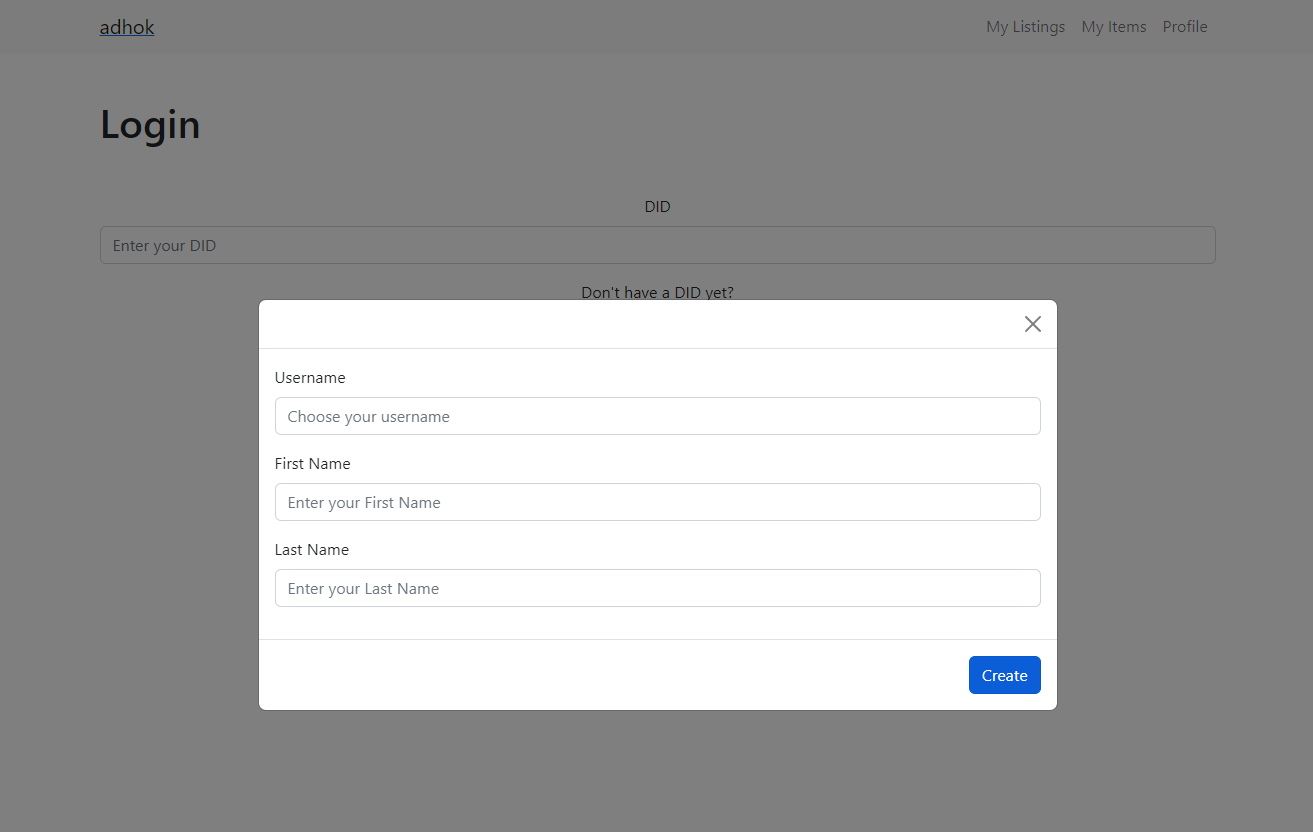 adhok My Listings My Items Profile
Login
DID
Enter your DID
Don't have a DID yet?
Username
Choose your username
First Name
Enter your First Name
Last Name
Enter your Last Name
Create